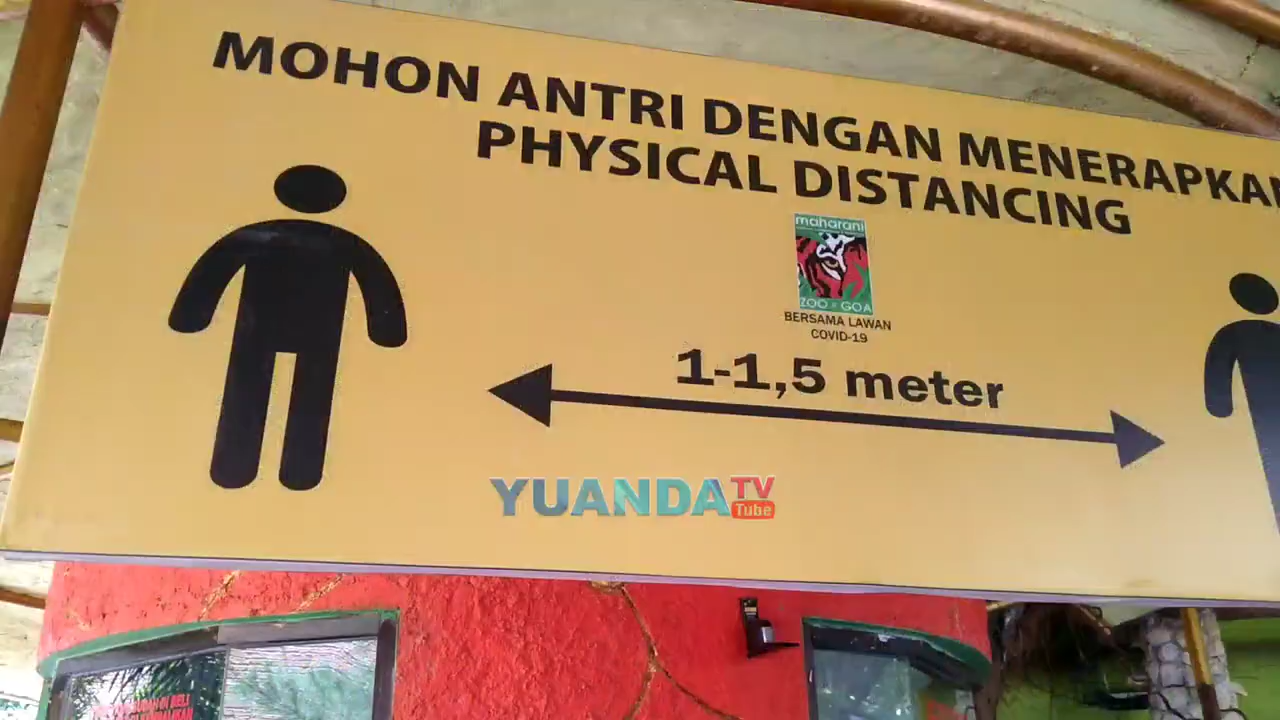 MOHON ANTRI DENGAN MENERAPKAN
PHYSICAL DISTANCING
maharani
ZOO & GOA
BERSAMA LAWAN
COVID-19
1-1,5 meter
YUANDA TV
Tube